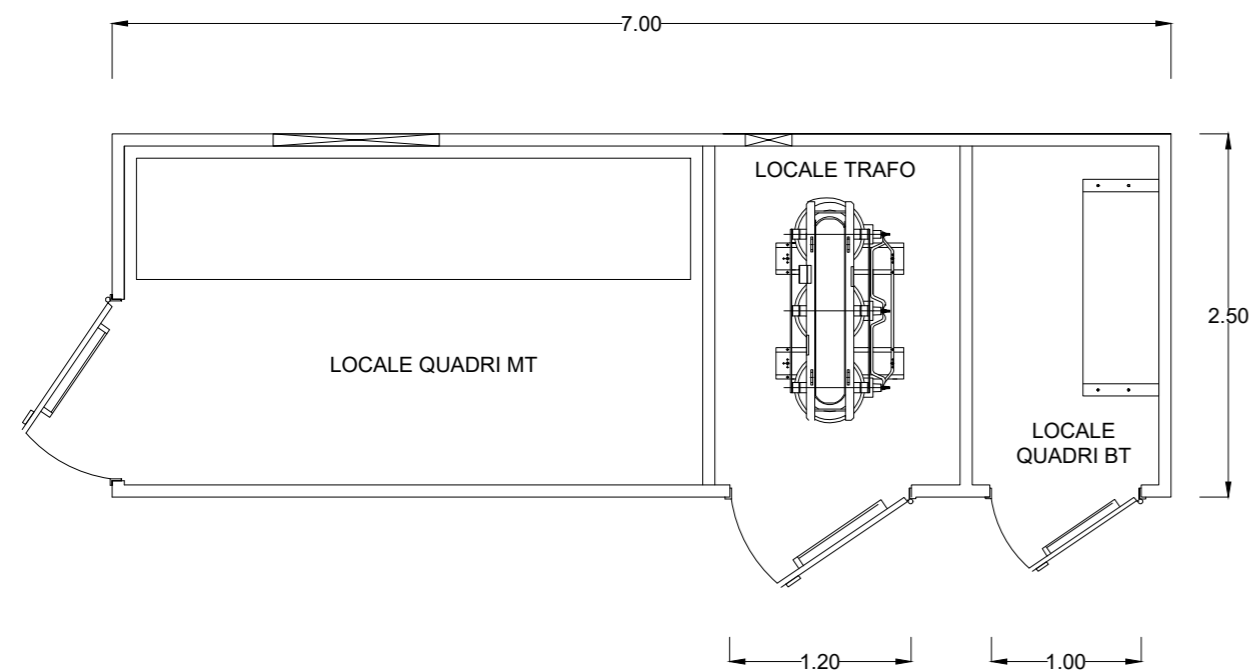 7.00
LOCALE TRAFO
2.50
LOCALE QUADRI MT
LOCALE
QUADRI BT
1.20
1.00